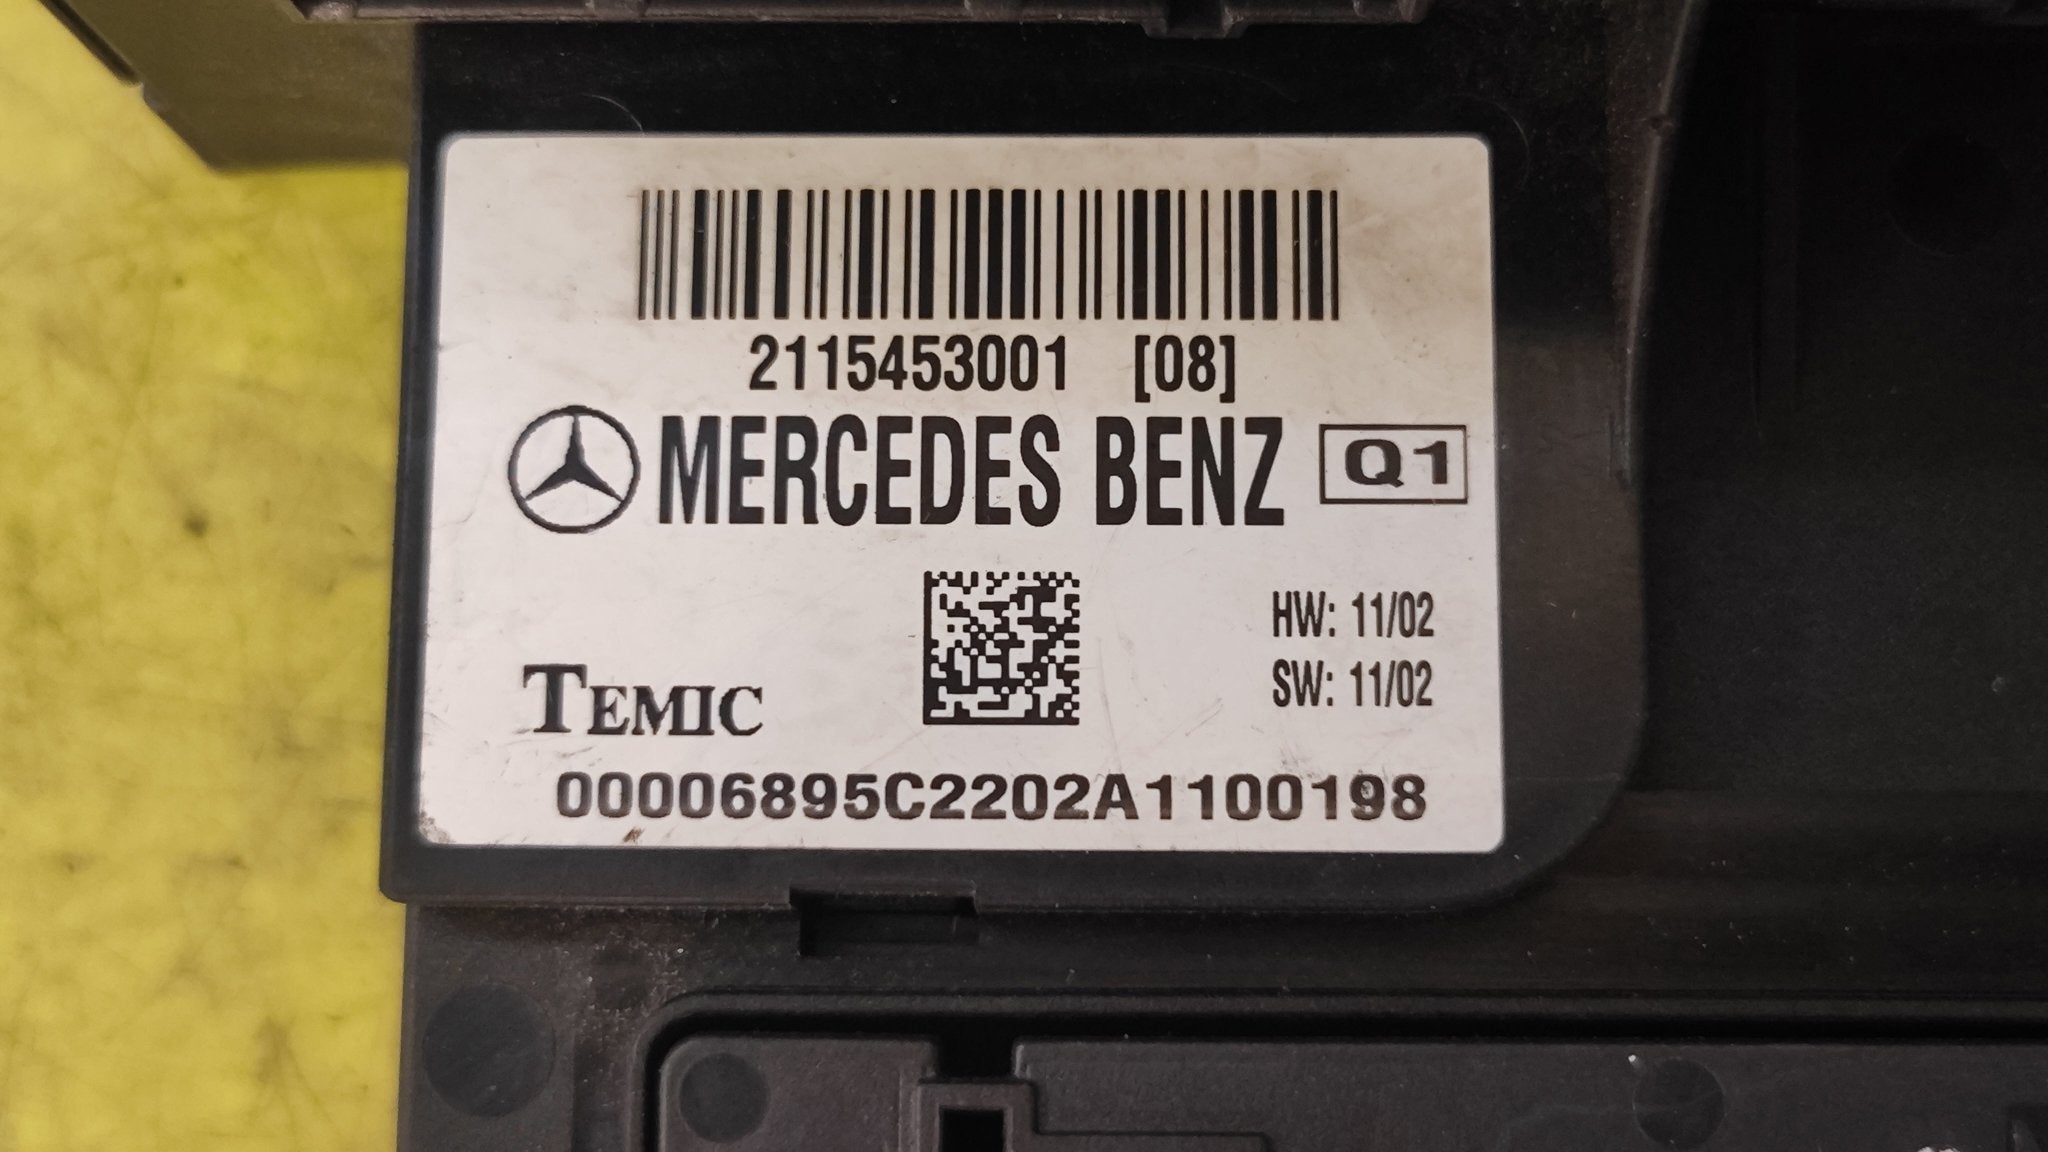 2115453001 [08]
MERCEDES BENZ Q1
HW: 11/02
SW: 11/02
TEMIC
00006895C2202A1100198